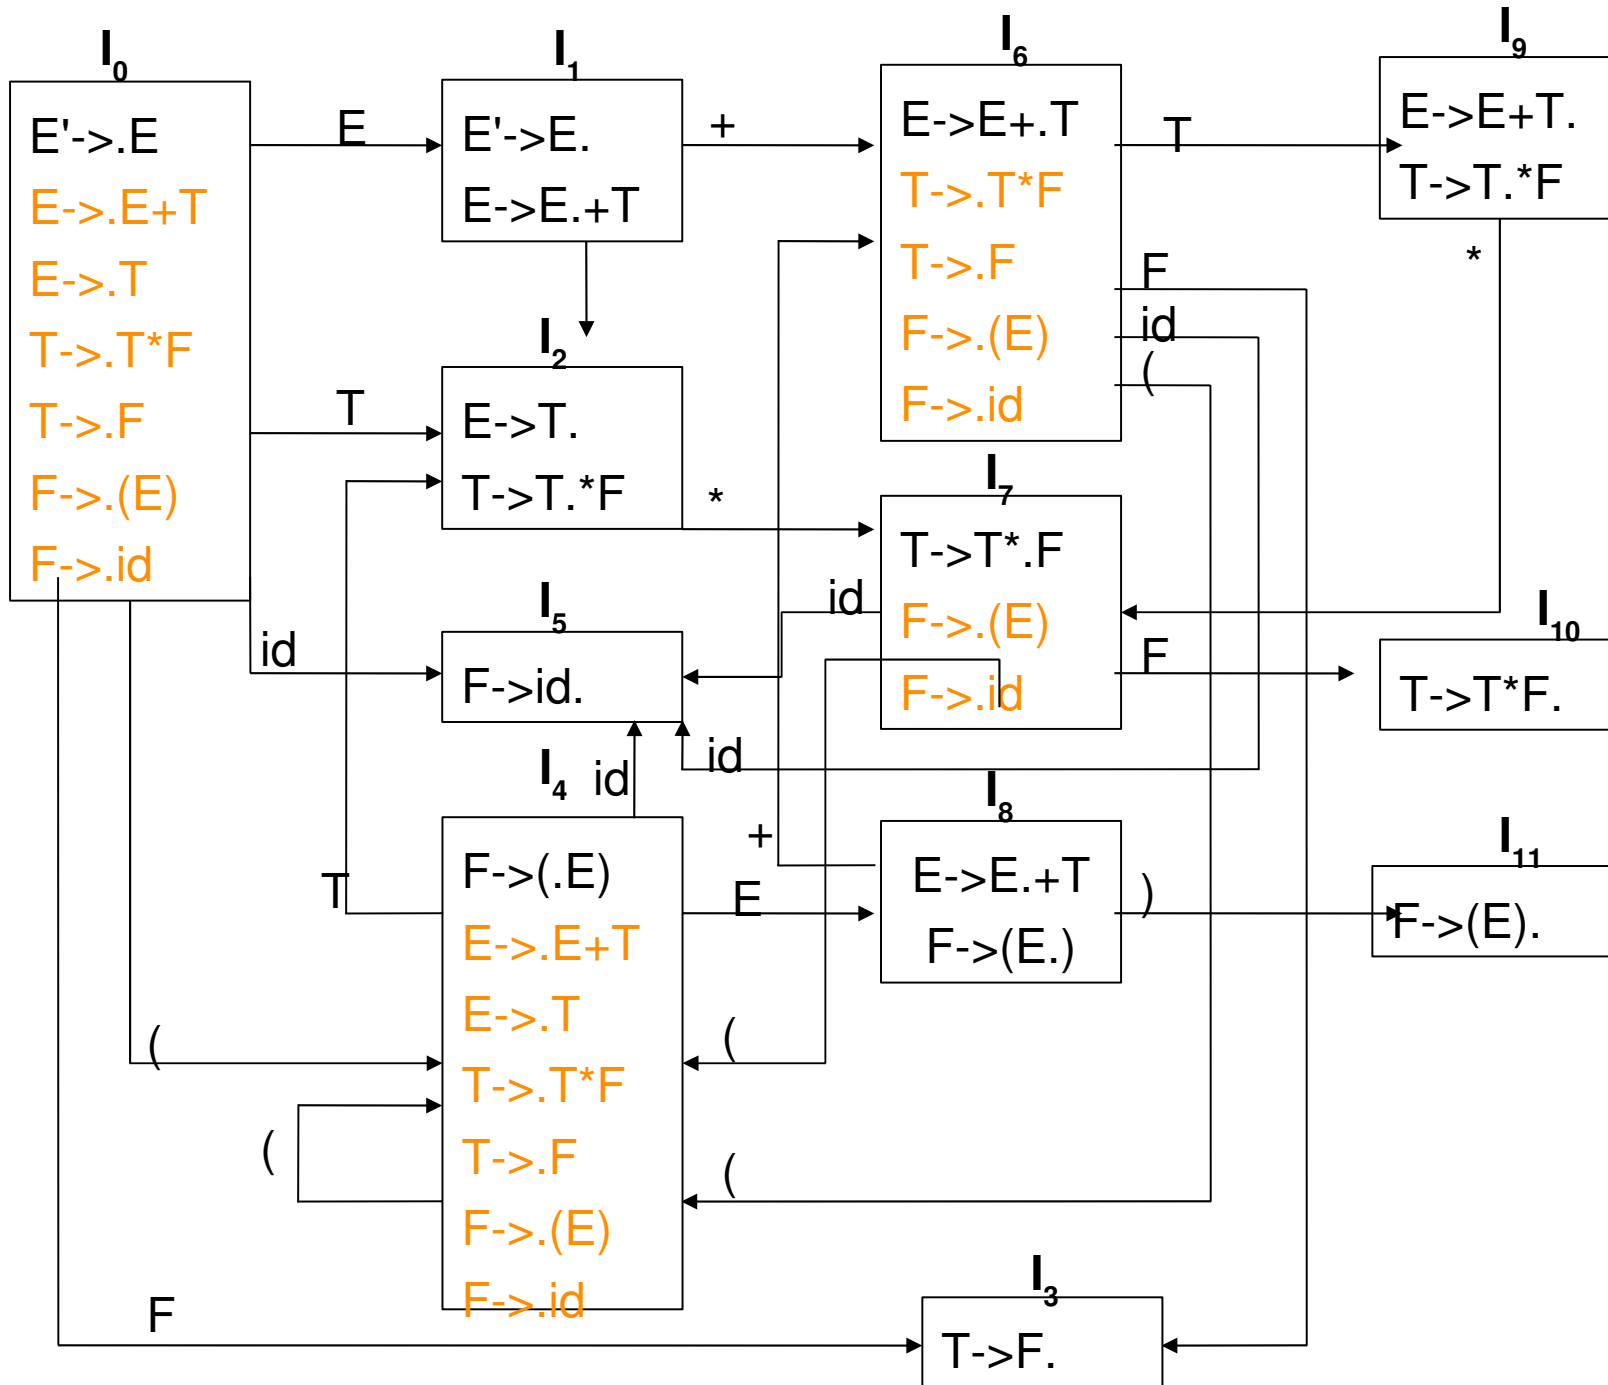 I0
E'->.E
E->.E+T
E->.T
T->.T*F
T->.F
F->.(E)
F->.id
E
T
id
(
F
I1
E'->E.
E->E.+T
+
I2
E->T.
T->T.*F
*
I5
F->id.
id
id
id
I4
F->(.E)
E->.E+T
E->.T
T->.T*F
T->.F
F->.(E)
F->.id
T
(
E
(
(
+
I6
E->E+.T
T->.T*F
T->.F
F->.(E)
F->.id
T
F
id
(
I7
T->T*.F
F->.(E)
F->.id
F
I8
E->E.+T
F->(E.)
)
I3
T->F.
I9
E->E+T.
T->T.*F
*
I10
T->T*F.
I11
F->(E).